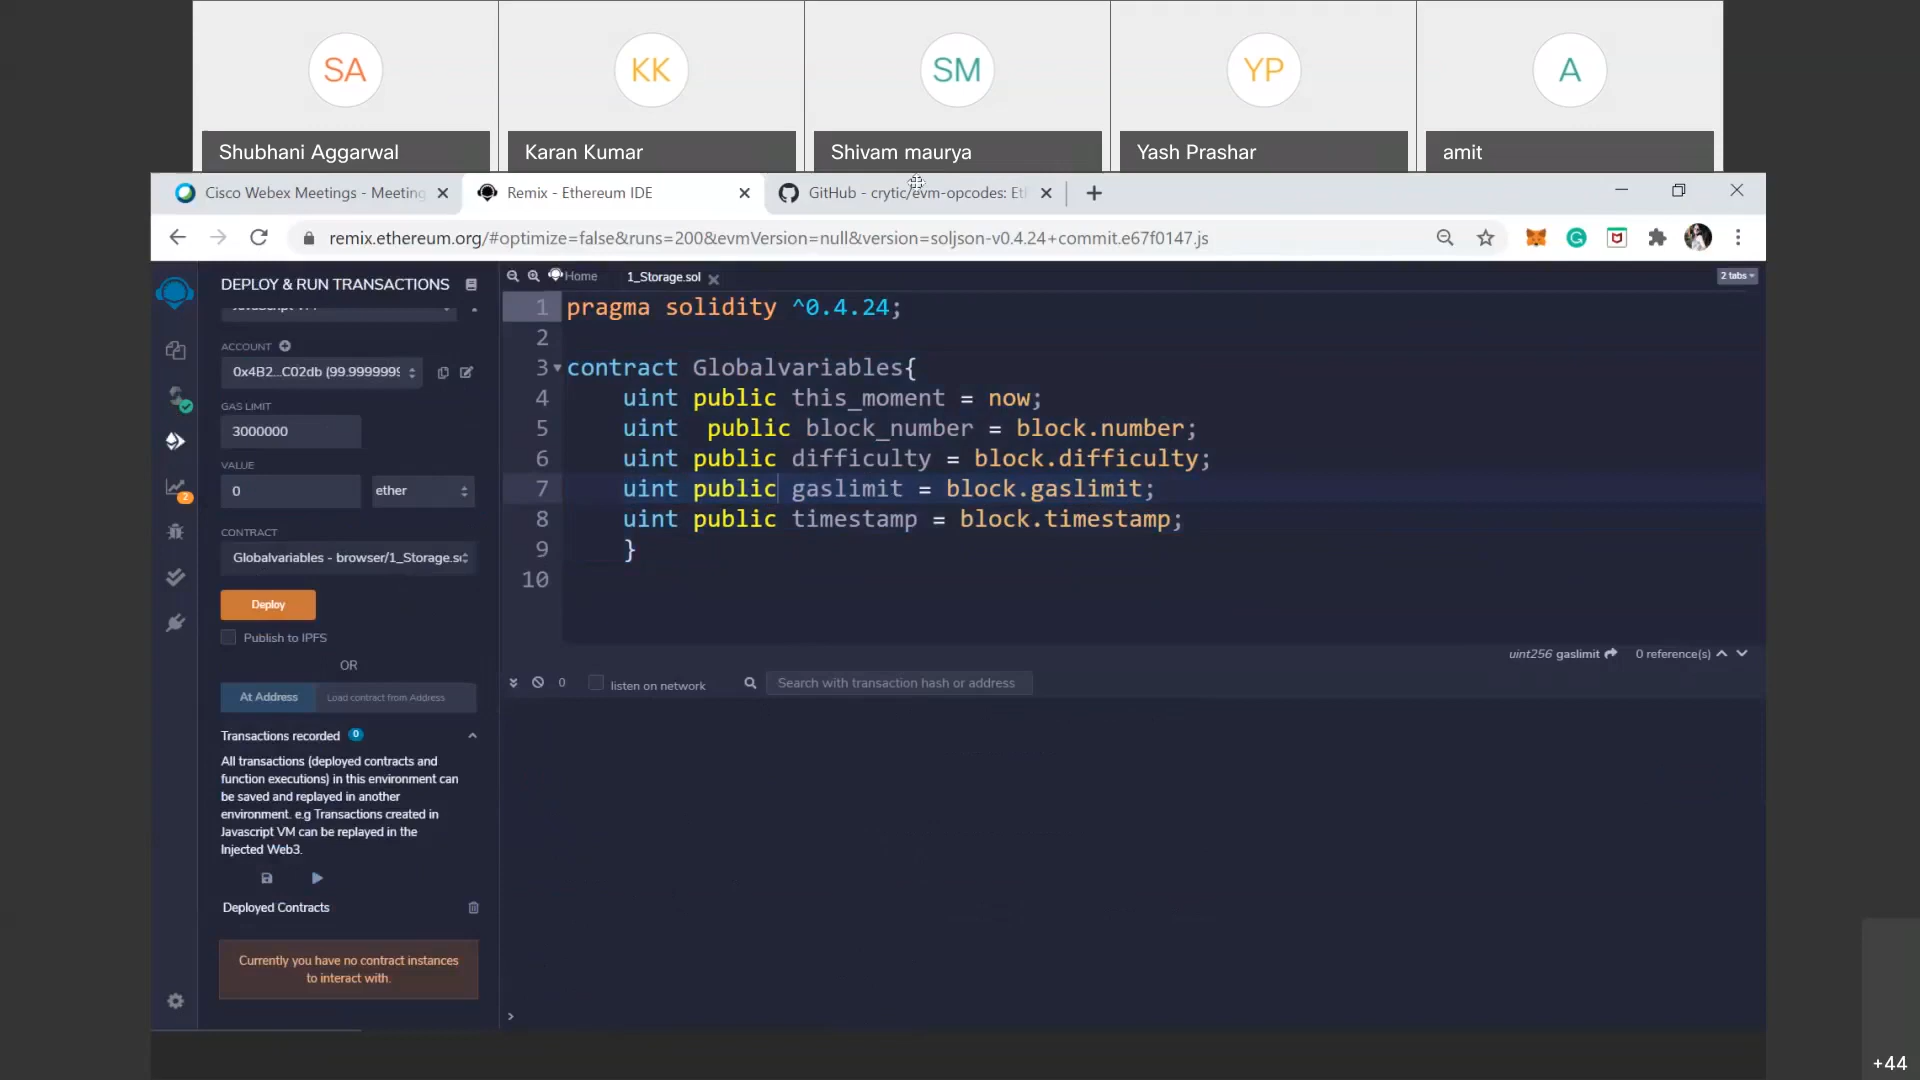 SA
KK
SM
YP
A
Shubhani Aggarwal
Karan Kumar
Shivam maurya
Yash Prashar
amit
Cisco Webex Meetings - Meeting
Remix - Ethereum IDE
GitHub - crytic/evm-opcodes: Et
remix.ethereum.org/#optimize=false&runs=200&evmVersion=null&version=soljson-v0.4.24+commit.e67f0147.js
DEPLOY & RUN TRANSACTIONS
Home
1_Storage.sol
2 tabs
ACCOUNT
0x4B2...C02db (99.9999999
GAS LIMIT
3000000
VALUE
0
ether
CONTRACT
Globalvariables - browser/1_Storage.s
Deploy
Publish to IPFS
OR
At Address
Load contract from Address
Transactions recorded 0
All transactions (deployed contracts and
function executions) in this environment can
be saved and replayed in another
environment. e.g Transactions created in
Javascript VM can be replayed in the
Injected Web3.
Deployed Contracts
Currently you have no contract instances
to interact with.
2
1 pragma solidity ^0.4.24;
2
3 contract Globalvariables{
4 uint public this_moment = now;
5 uint  public block_number = block.number;
6 uint public difficulty = block.difficulty;
7 uint public gaslimit = block.gaslimit;
8 uint public timestamp = block.timestamp;
9 }
10
uint256 gaslimit
0 reference(s)
0
listen on network
Search with transaction hash or address
>
+44